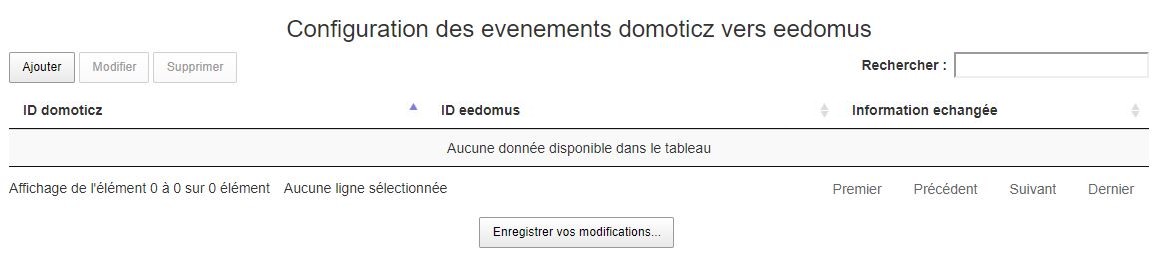 Configuration des evenements domoticz vers eedomus
Ajouter Modifier Supprimer Rechercher :
ID domoticz ID eedomus Information echangée
Aucune donnée disponible dans le tableau
Affichage de l'élément 0 à 0 sur 0 élément Aucune ligne sélectionnée Premier Précédent Suivant Dernier
Enregistrer vos modifications...